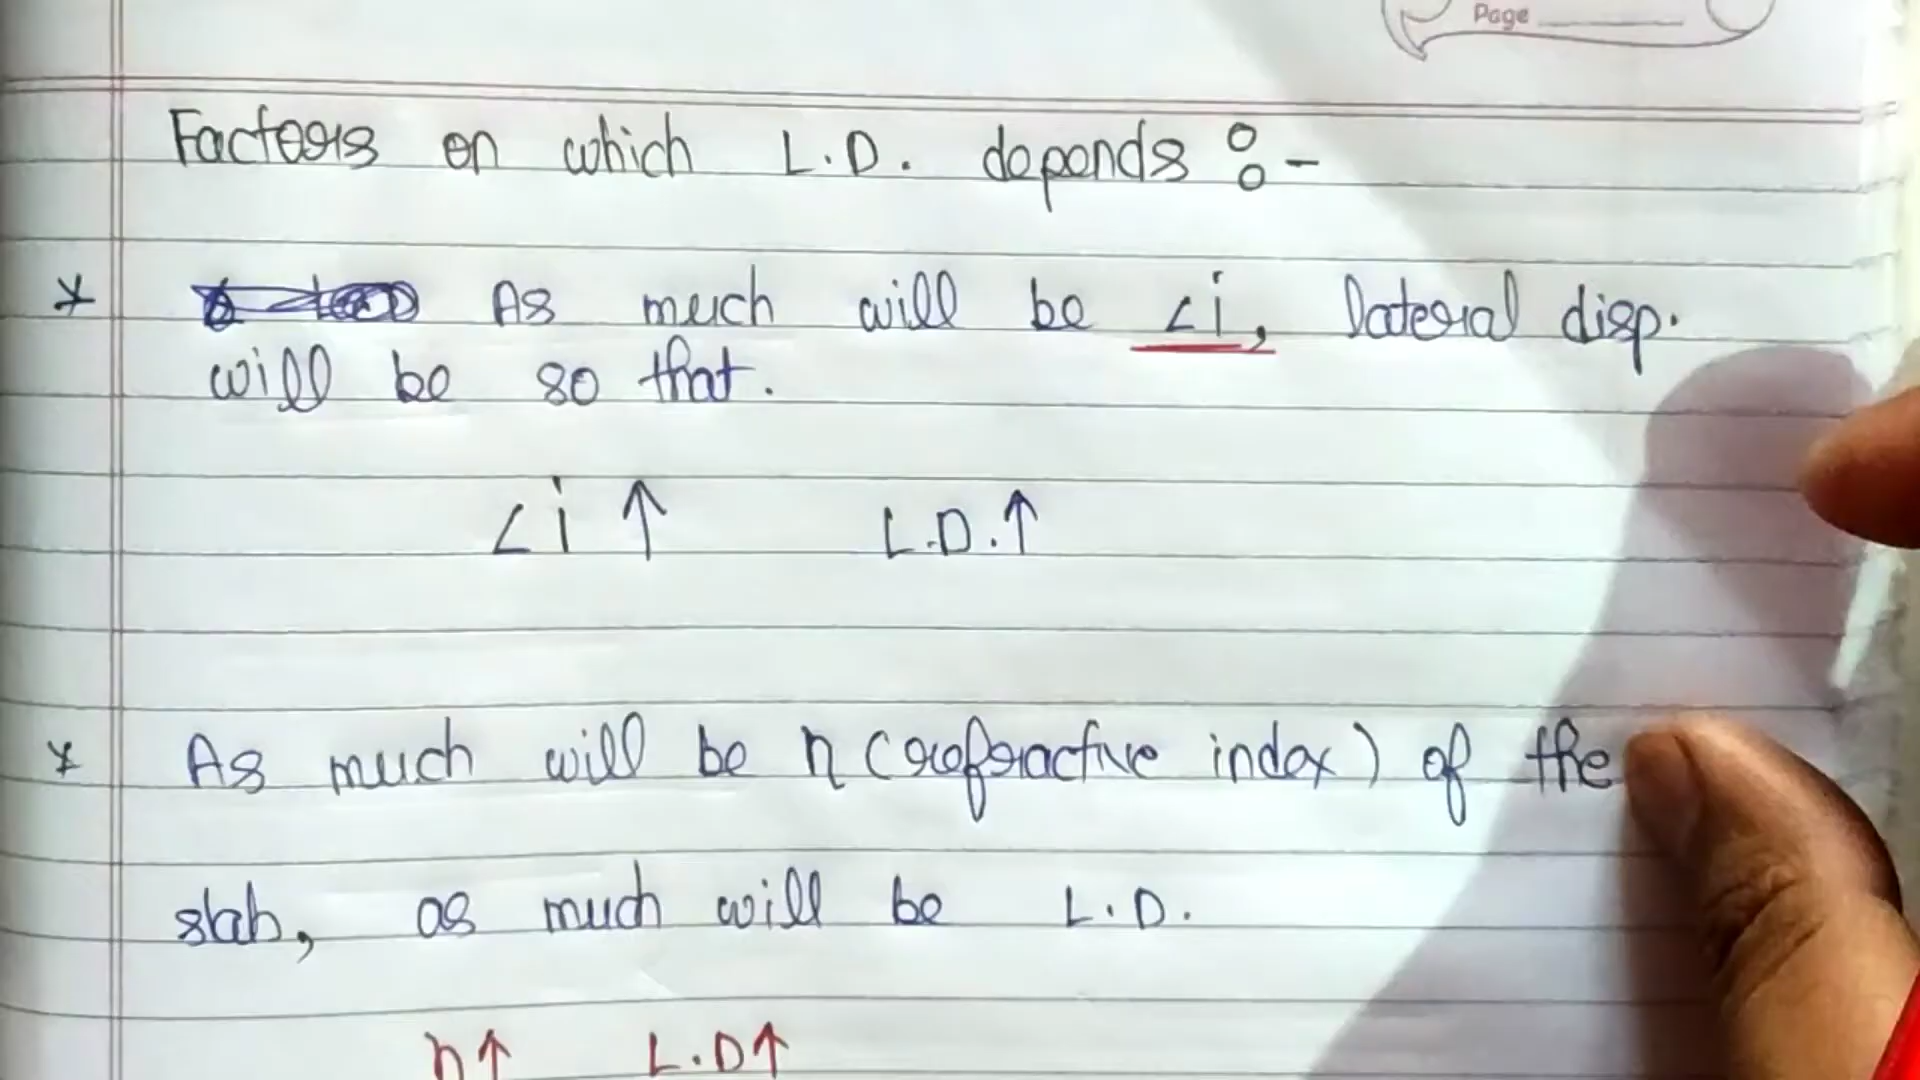 Page
Factors on which L.D. depends :-
* As much will be ∠i, lateral disp.
will be so that.
∠i ↑ L.D. ↑
* As much will be n (refractive index) of the
slab, as much will be L.D.
n↑ L.D↑